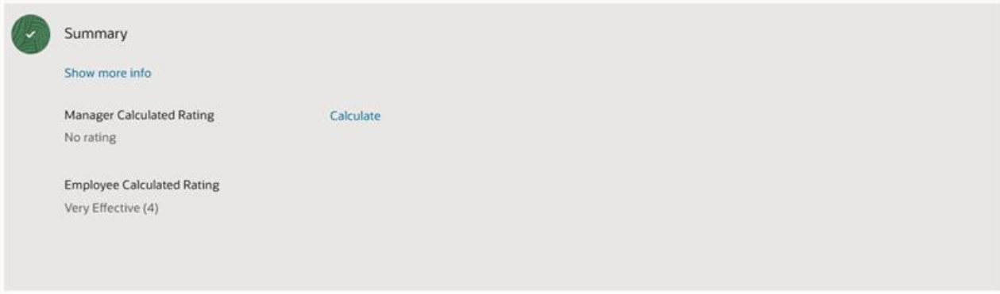 Summary
Show more info
Manager Calculated Rating Calculate
No rating
Employee Calculated Rating
Very Effective (4)